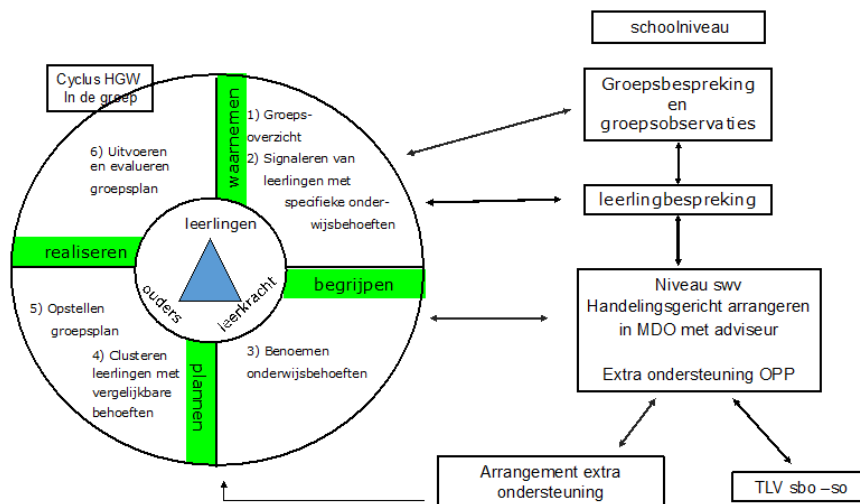 schoolniveau
Cyclus HGW
In de groep
waarnemen
1) Groeps-
overzicht
2) Signaleren van
leerlingen met
specifieke onder-
wijsbehoeften
6) Uitvoeren
en evalueren
groepsplan
leerlingen
ouders
leerkracht
realiseren
begrijpen
5) Opstellen
groepsplan
4) Clusteren
leerlingen met
vergelijkbare
behoeften
plannen
3) Benoemen
onderwijsbehoeften
Groepsbespreking
en
groepsobservaties
leerlingbespreking
Niveau swv
Handelingsgericht arrangeren
in MDO met adviseur
Extra ondersteuning OPP
Arrangement extra
ondersteuning
TLV sbo –so